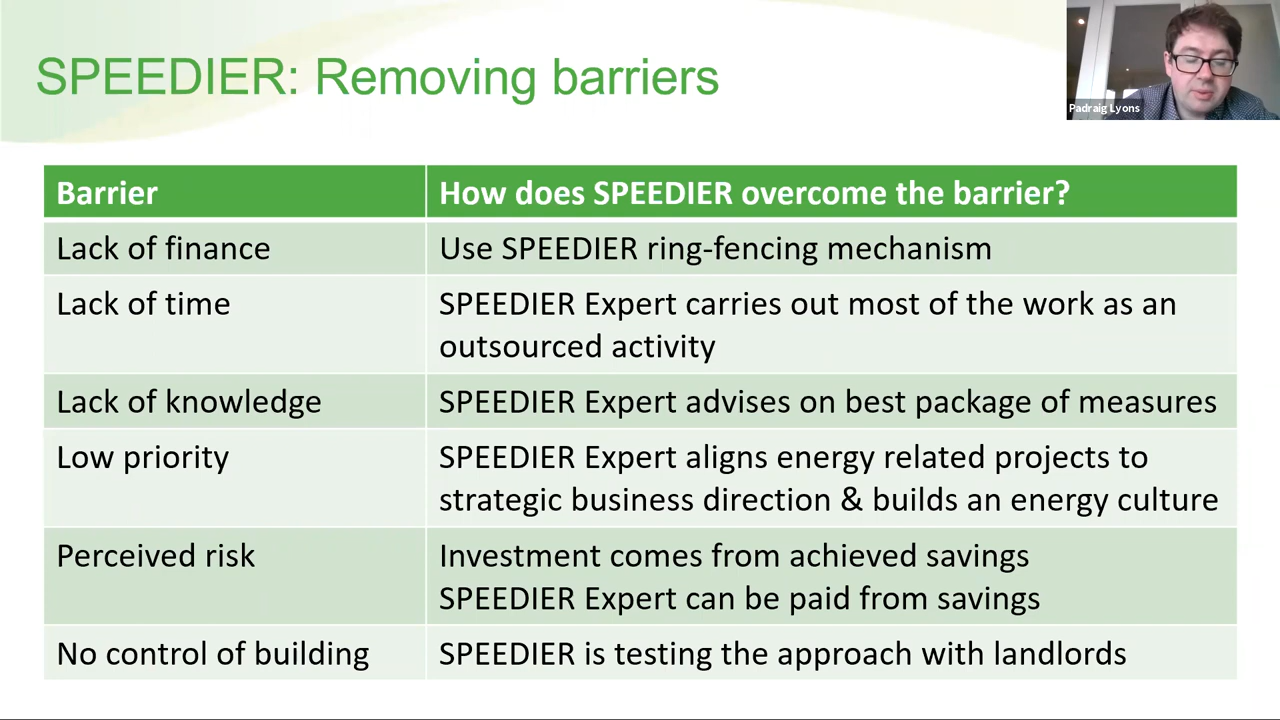 SPEEDIER: Removing barriers
Padraig Lyons
Barrier
How does SPEEDIER overcome the barrier?
Lack of finance
Use SPEEDIER ring-fencing mechanism
Lack of time
SPEEDIER Expert carries out most of the work as an
outsourced activity
Lack of knowledge
SPEEDIER Expert advises on best package of measures
Low priority
SPEEDIER Expert aligns energy related projects to
strategic business direction & builds an energy culture
Perceived risk
Investment comes from achieved savings
SPEEDIER Expert can be paid from savings
No control of building
SPEEDIER is testing the approach with landlords